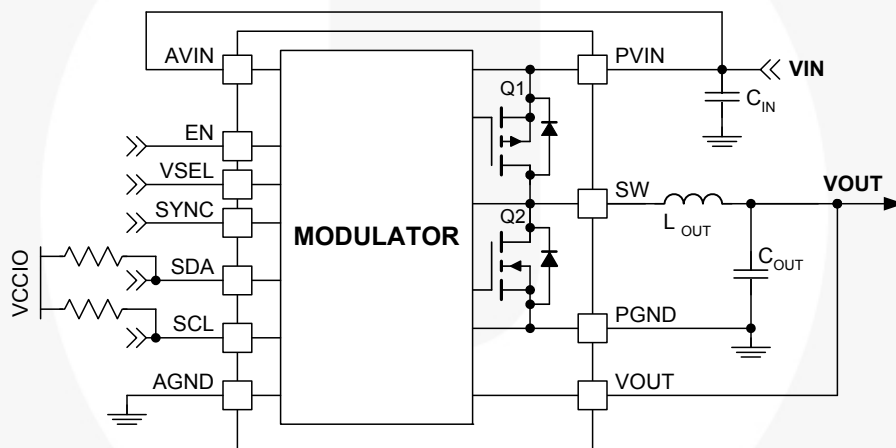 AVIN
PVIN
VIN
Q1
C IN
EN
VSEL
SW
VOUT
SYNC
Q2
MODULATOR
L OUT
SDA
C OUT
VCCIO
SCL
PGND
AGND
VOUT